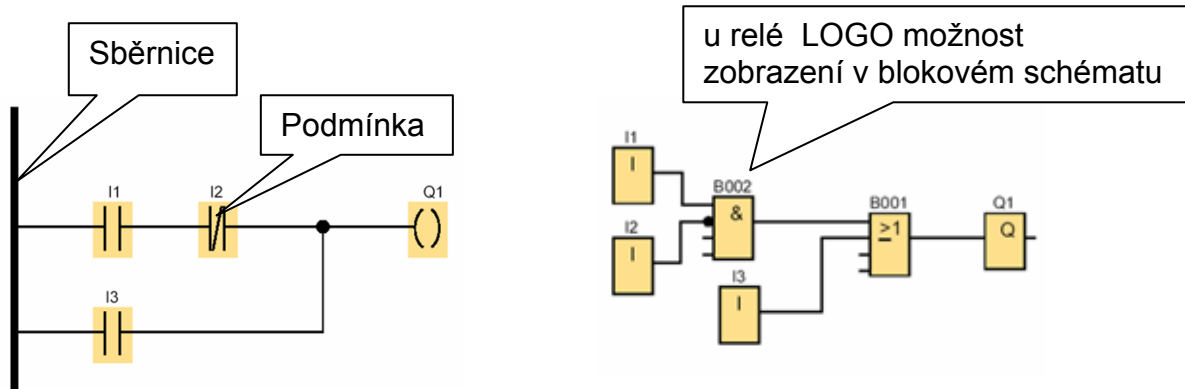 Sběrnice
Podmínka
I1
I2
Q1
I3
u relé LOGO možnost
zobrazení v blokovém schématu
I1
I
B002
&
I2
I
B001
>1
Q1
Q
I3
I